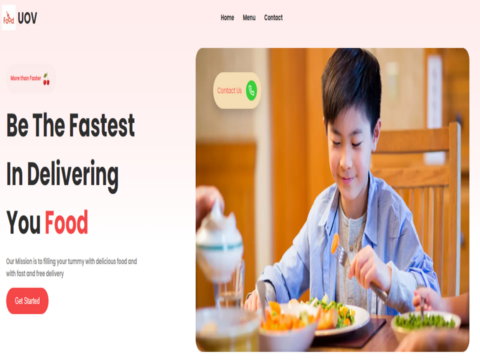 food UOV
Home Menu Contact
More than Faster
Contact Us
Be The Fastest
In Delivering
You Food
Our Mission is to filling your tummy with delicious food and
with fast and free delivery
Get Started